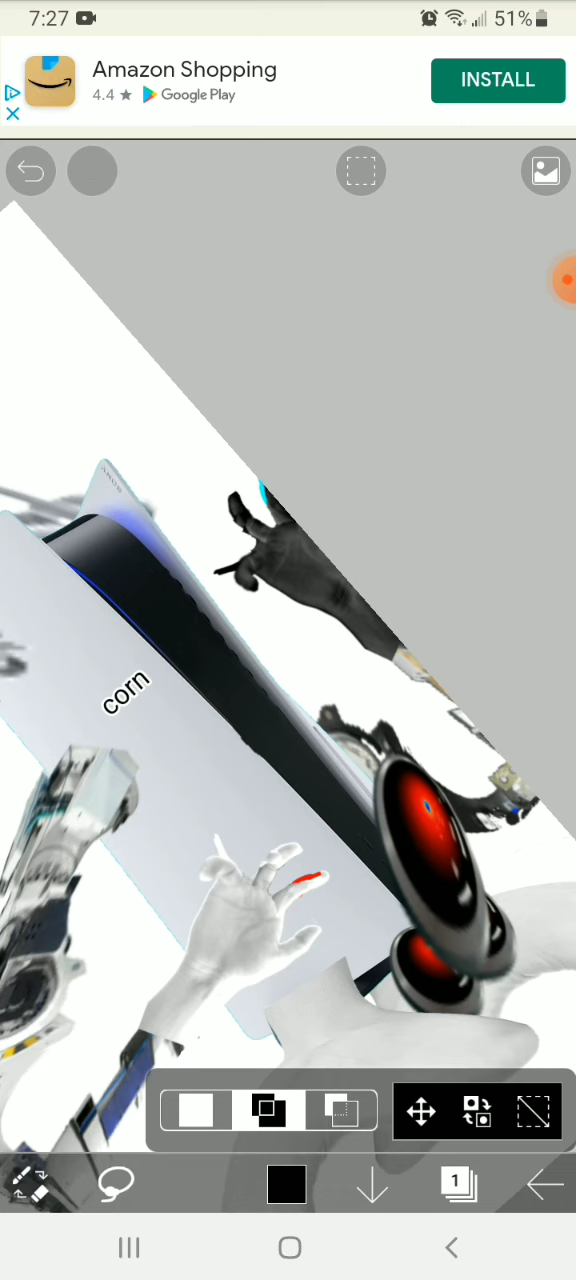 7:27
51%
Amazon Shopping
4.4 ★ Google Play
INSTALL
SONY
corn
1